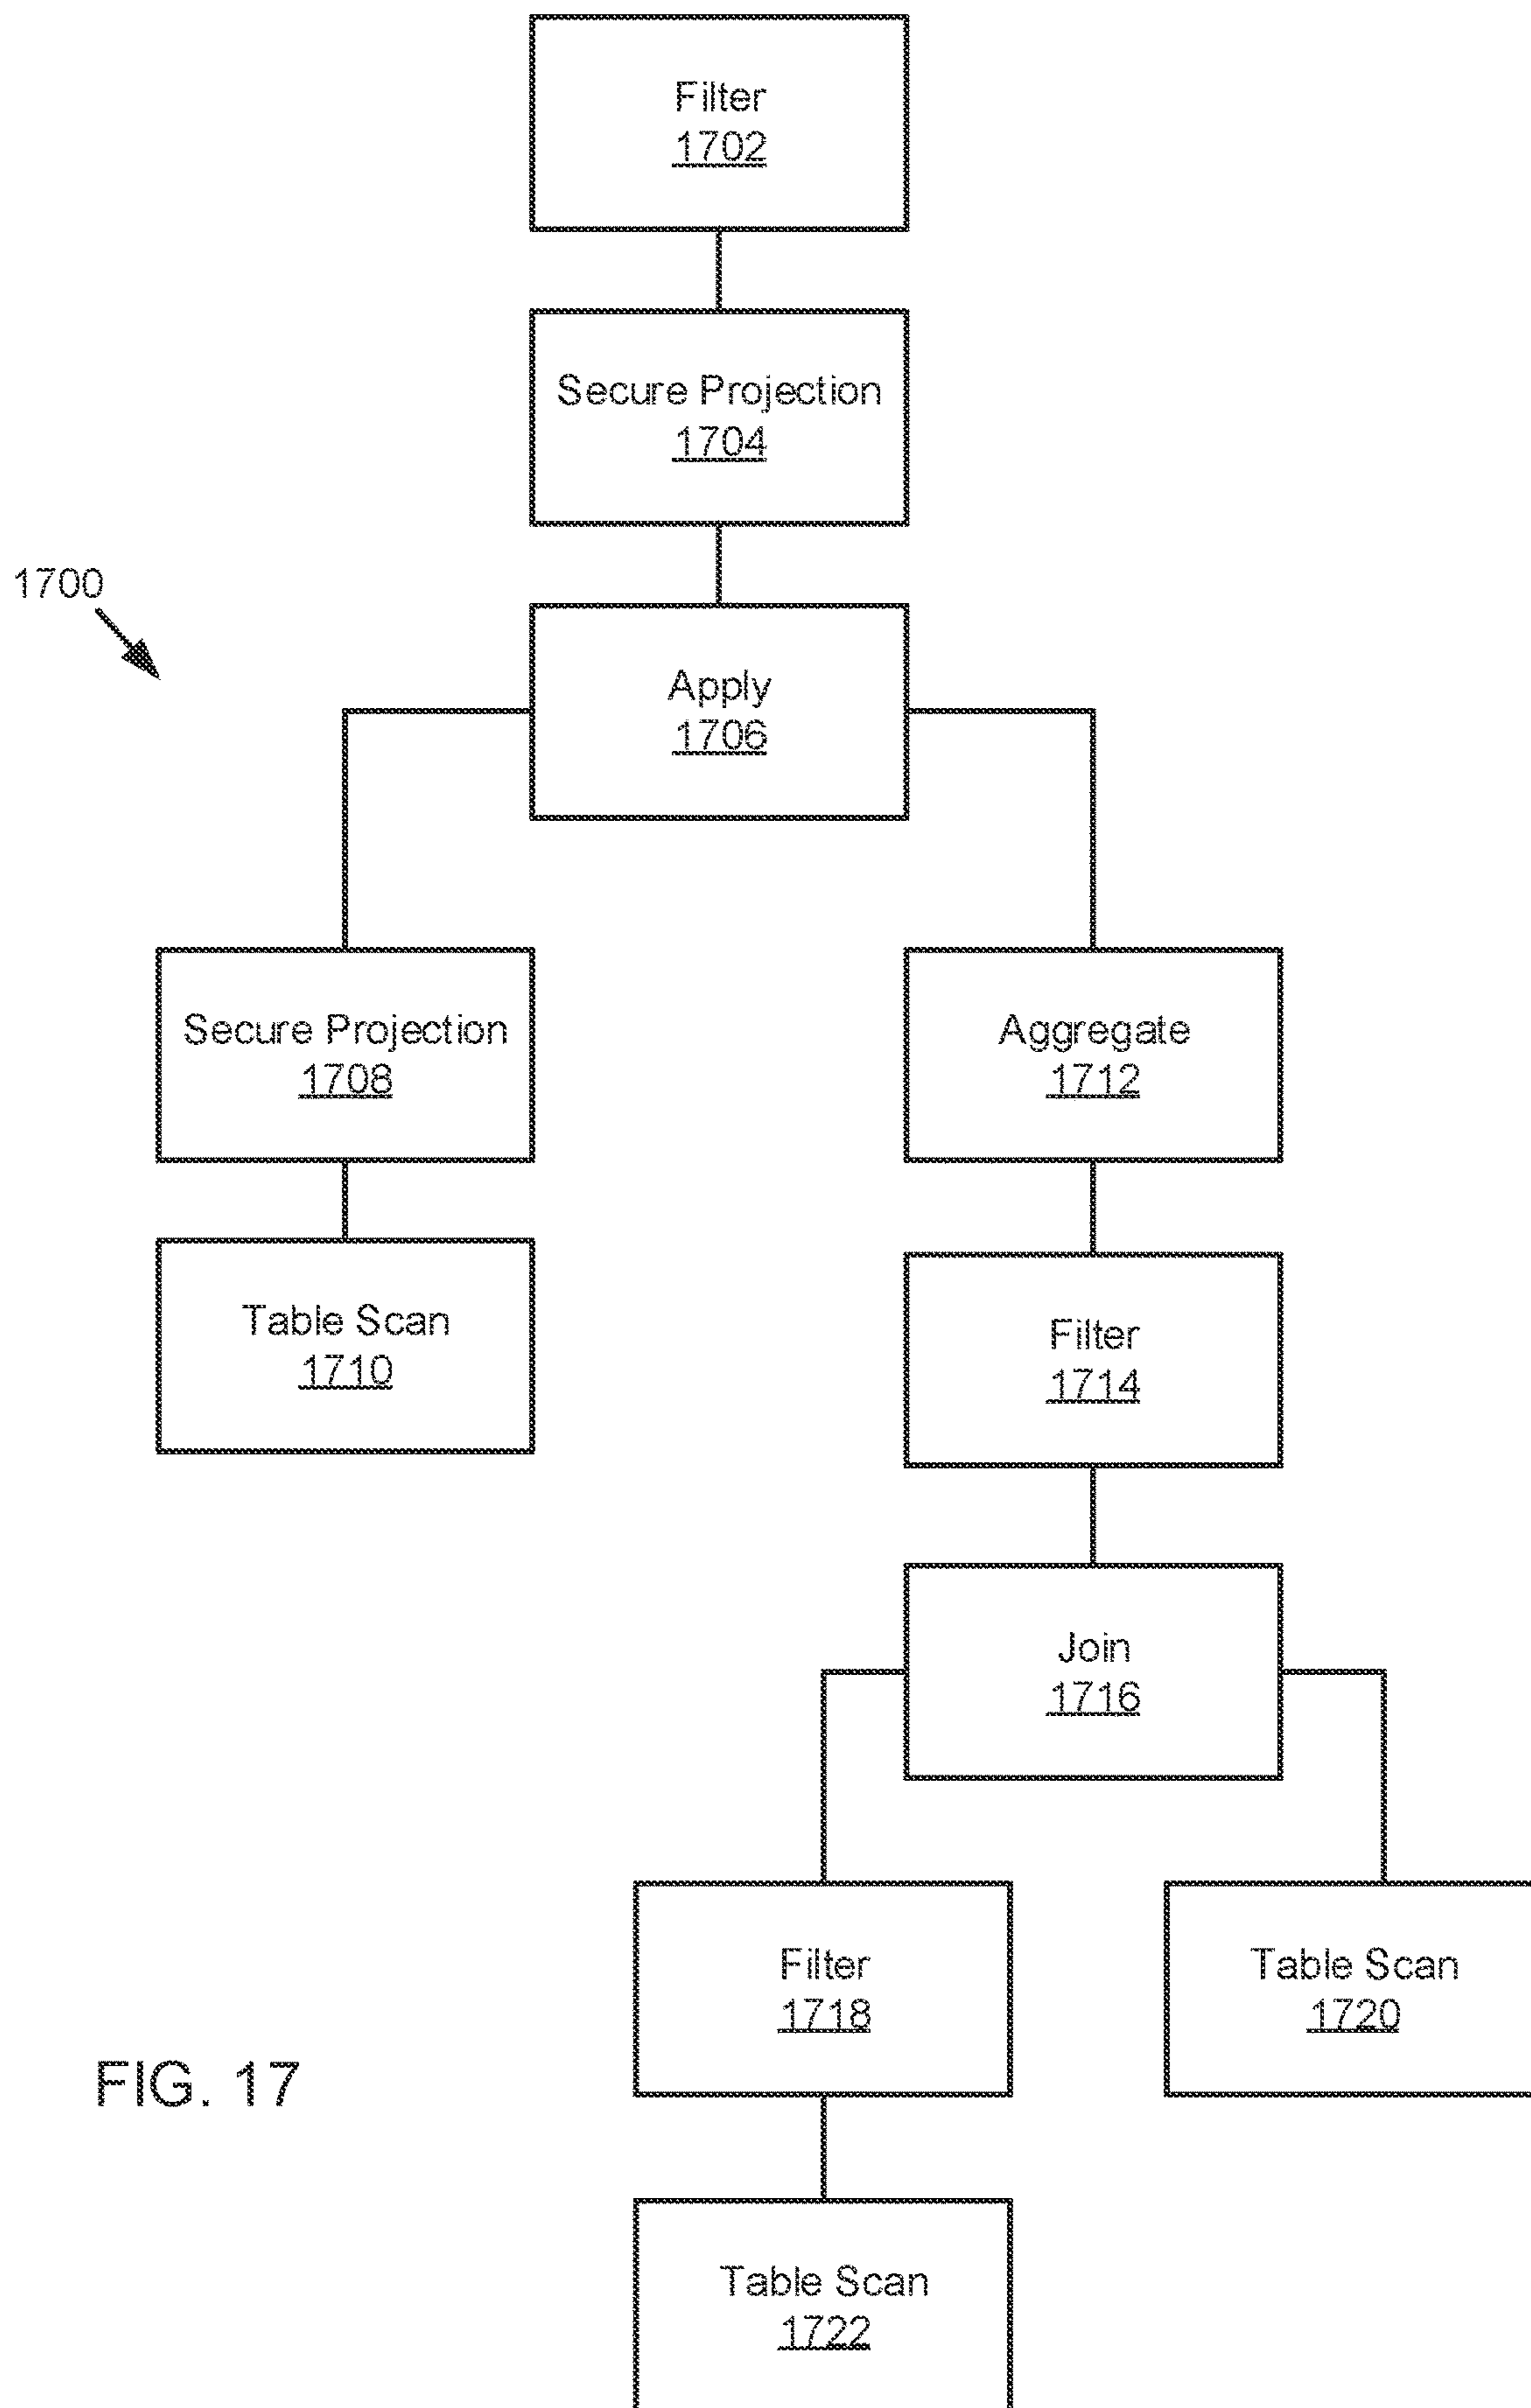 Filter
1702
Secure Projection
1704
1700
Apply
1706
Secure Projection
1708
Aggregate
1712
Table Scan
1710
Filter
1714
Join
1716
Filter
1718
Table Scan
1720
FIG. 17
Table Scan
1722